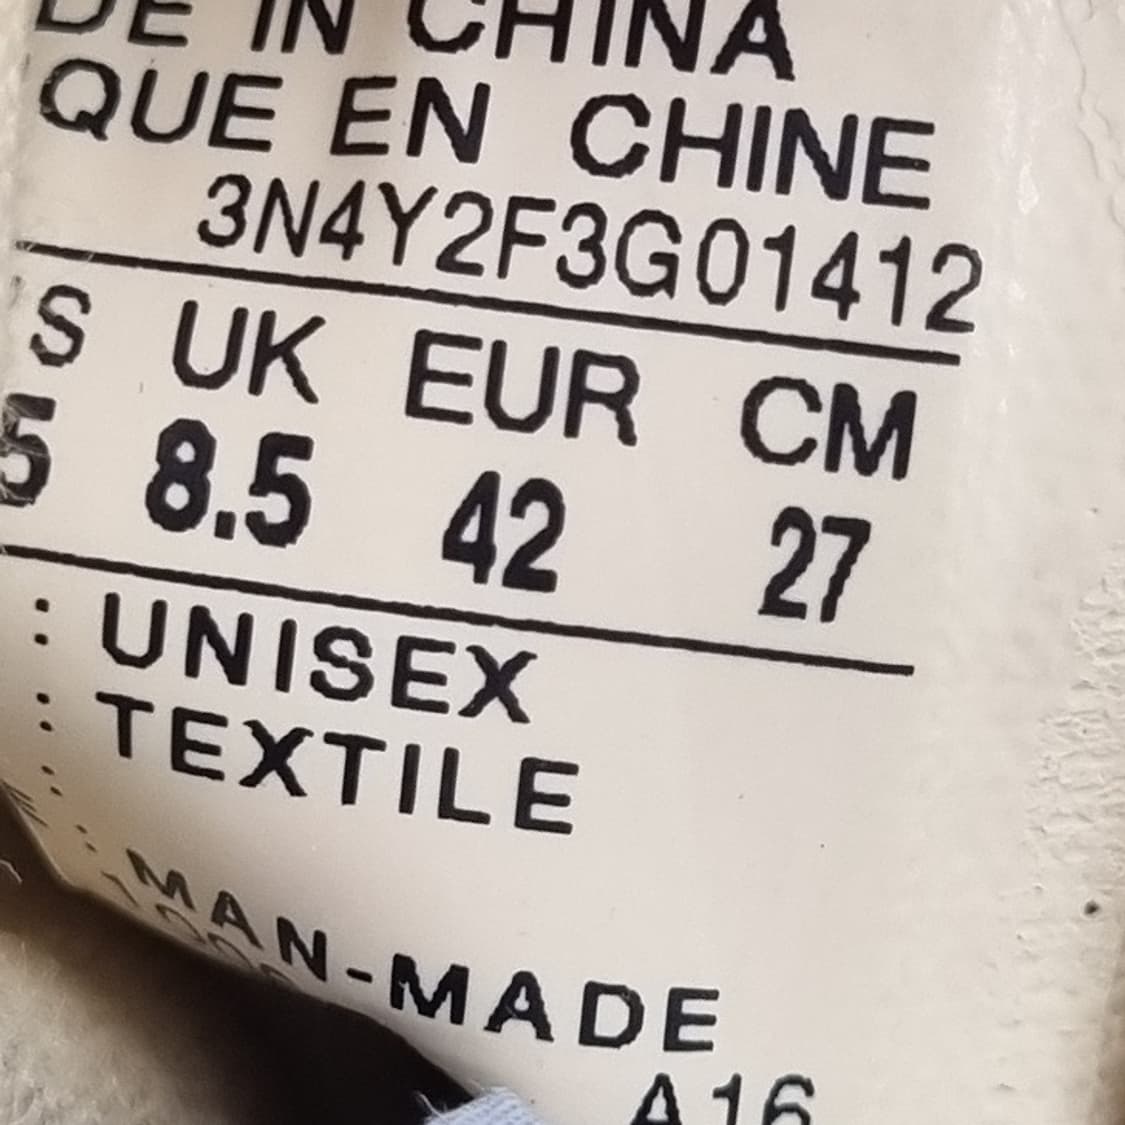 DE IN CHINA
QUE EN CHINE
3N4Y2F3G01412
'S UK EUR CM
5 8.5 42 27
: UNISEX
: TEXTILE
:
: MAN-MADE
A16